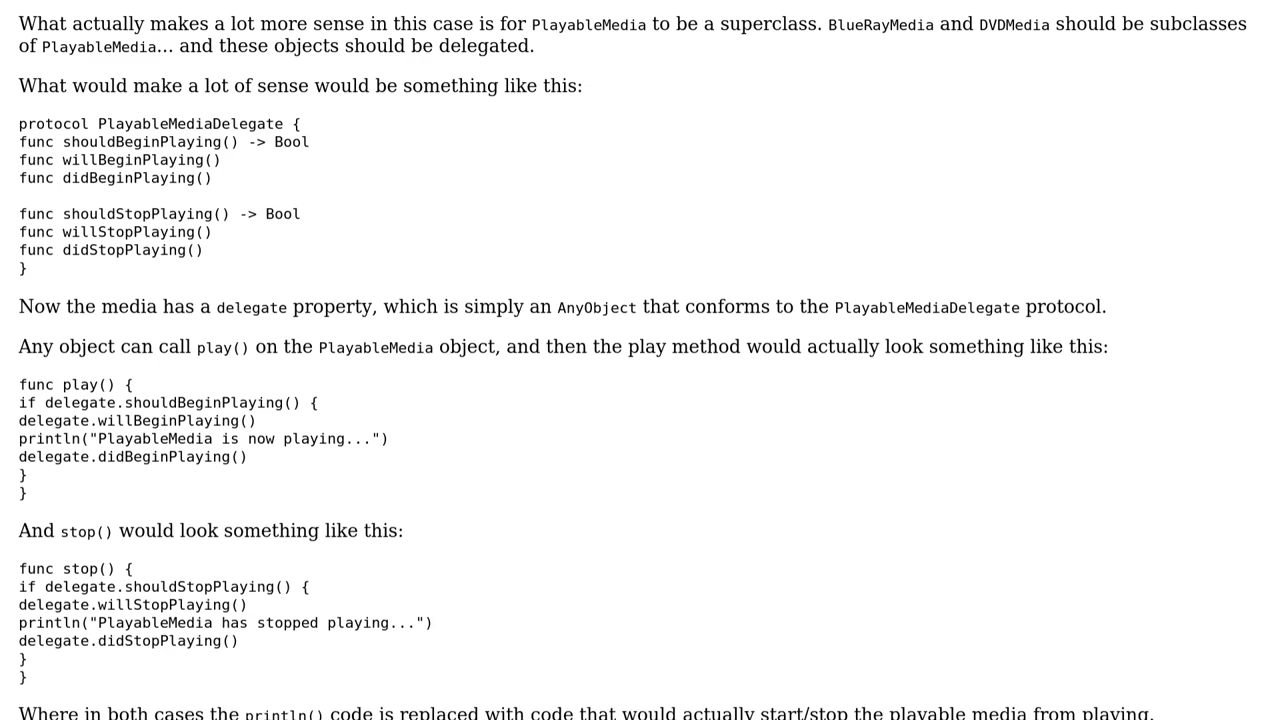 What actually makes a lot more sense in this case is for PlayableMedia to be a superclass. BlueRayMedia and DVDMedia should be subclasses
of PlayableMedia... and these objects should be delegated.
What would make a lot of sense would be something like this:
protocol PlayableMediaDelegate {
func shouldBeginPlaying() -> Bool
func willBeginPlaying()
func didBeginPlaying()
func shouldStopPlaying() -> Bool
func willStopPlaying()
func didStopPlaying()
}
Now the media has a delegate property, which is simply an AnyObject that conforms to the PlayableMediaDelegate protocol.
Any object can call play() on the PlayableMedia object, and then the play method would actually look something like this:
func play() {
if delegate.shouldBeginPlaying() {
delegate.willBeginPlaying()
println("PlayableMedia is now playing...")
delegate.didBeginPlaying()
}
}
And stop() would look something like this:
func stop() {
if delegate.shouldStopPlaying() {
delegate.willStopPlaying()
println("PlayableMedia has stopped playing...")
delegate.didStopPlaying()
}
}
Where in both cases the println() code is replaced with code that would actually start/stop the playable media from playing.